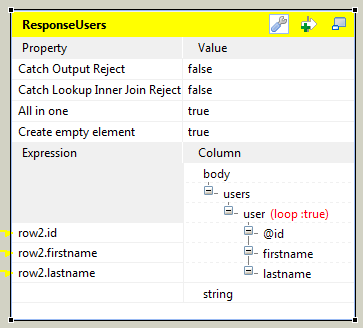 ResponseUsers
Property Value
Catch Output Reject false
Catch Lookup Inner Join Reject false
All in one true
Create empty element true
Expression Column
body
users
user (loop :true)
row2.id @id
row2.firstname firstname
row2.lastname lastname
string